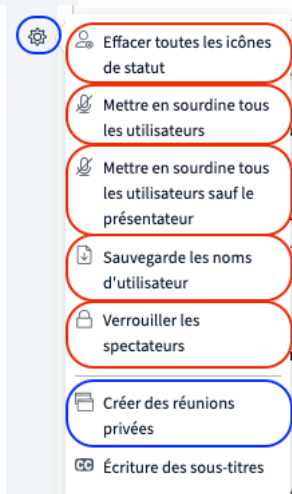 Effacer toutes les icônes
de statut
Mettre en sourdine tous
les utilisateurs
Mettre en sourdine tous
les utilisateurs sauf le
présentateur
Sauvegarde les noms
d'utilisateur
Verrouiller les
spectateurs
Créer des réunions
privées
CC Écriture des sous-titres